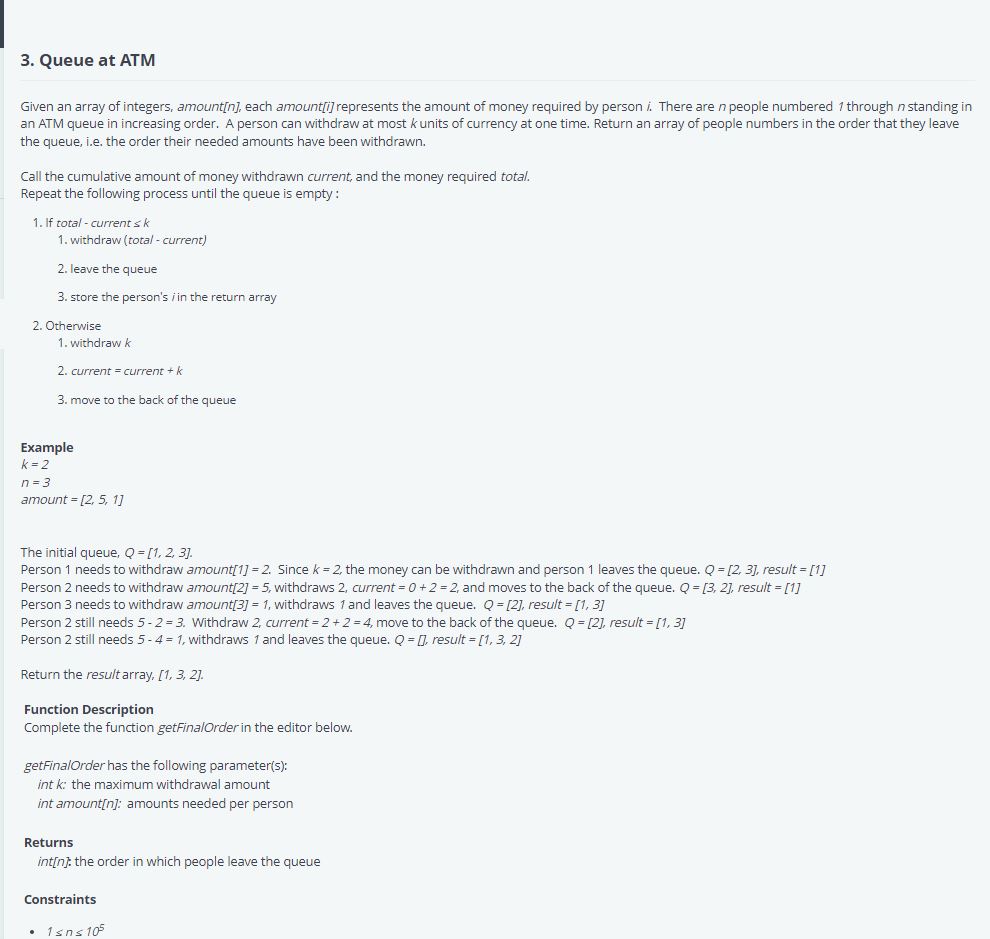 3. Queue at ATM
Given an array of integers, amount[n], each amount[i] represents the amount of money required by person i. There are n people numbered 1 through n standing in
an ATM queue in increasing order. A person can withdraw at most k units of currency at one time. Return an array of people numbers in the order that they leave
the queue, i.e. the order their needed amounts have been withdrawn.
Call the cumulative amount of money withdrawn current, and the money required total.
Repeat the following process until the queue is empty :
1. If total - current ≤ k
1. withdraw (total - current)
2. leave the queue
3. store the person's i in the return array
2. Otherwise
1. withdraw k
2. current = current + k
3. move to the back of the queue
Example
k = 2
n = 3
amount = [2, 5, 1]
The initial queue, Q = [1, 2, 3].
Person 1 needs to withdraw amount[1] = 2. Since k = 2, the money can be withdrawn and person 1 leaves the queue. Q = [2, 3], result = [1]
Person 2 needs to withdraw amount[2] = 5, withdraws 2, current = 0 + 2 = 2, and moves to the back of the queue. Q = [3, 2], result = [1]
Person 3 needs to withdraw amount[3] = 1, withdraws 1 and leaves the queue. Q = [2], result = [1, 3]
Person 2 still needs 5 - 2 = 3. Withdraw 2, current = 2 + 2 = 4, move to the back of the queue. Q = [2], result = [1, 3]
Person 2 still needs 5 - 4 = 1, withdraws 1 and leaves the queue. Q = [], result = [1, 3, 2]
Return the result array, [1, 3, 2].
Function Description
Complete the function getFinalOrder in the editor below.
getFinalOrder has the following parameter(s):
int k: the maximum withdrawal amount
int amount[n]: amounts needed per person
Returns
int[n]: the order in which people leave the queue
Constraints
• 1 ≤ n ≤ 10⁵